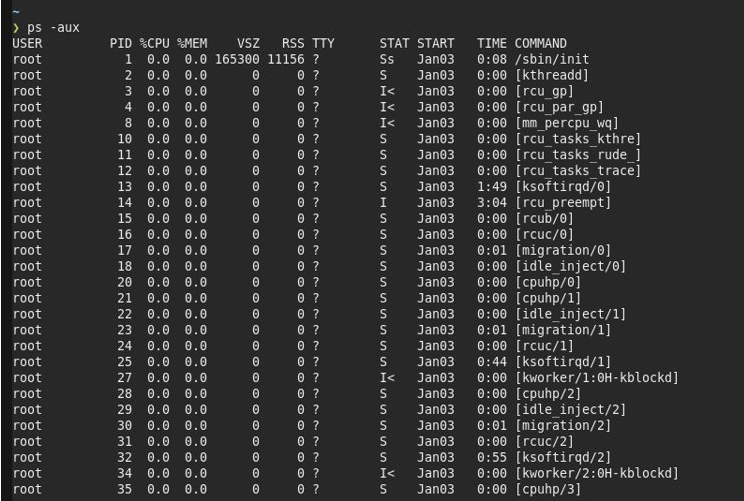 ~
❯ ps -aux
USER         PID %CPU %MEM    VSZ   RSS TTY      STAT START   TIME COMMAND
root           1  0.0  0.0 165300 11156 ?        Ss   Jan03   0:08 /sbin/init
root           2  0.0  0.0      0     0 ?        S    Jan03   0:00 [kthreadd]
root           3  0.0  0.0      0     0 ?        I<   Jan03   0:00 [rcu_gp]
root           4  0.0  0.0      0     0 ?        I<   Jan03   0:00 [rcu_par_gp]
root           8  0.0  0.0      0     0 ?        I<   Jan03   0:00 [mm_percpu_wq]
root          10  0.0  0.0      0     0 ?        S    Jan03   0:00 [rcu_tasks_kthre]
root          11  0.0  0.0      0     0 ?        S    Jan03   0:00 [rcu_tasks_rude_]
root          12  0.0  0.0      0     0 ?        S    Jan03   0:00 [rcu_tasks_trace]
root          13  0.0  0.0      0     0 ?        S    Jan03   1:49 [ksoftirqd/0]
root          14  0.0  0.0      0     0 ?        I    Jan03   3:04 [rcu_preempt]
root          15  0.0  0.0      0     0 ?        S    Jan03   0:00 [rcub/0]
root          16  0.0  0.0      0     0 ?        S    Jan03   0:00 [rcuc/0]
root          17  0.0  0.0      0     0 ?        S    Jan03   0:01 [migration/0]
root          18  0.0  0.0      0     0 ?        S    Jan03   0:00 [idle_inject/0]
root          20  0.0  0.0      0     0 ?        S    Jan03   0:00 [cpuhp/0]
root          21  0.0  0.0      0     0 ?        S    Jan03   0:00 [cpuhp/1]
root          22  0.0  0.0      0     0 ?        S    Jan03   0:00 [idle_inject/1]
root          23  0.0  0.0      0     0 ?        S    Jan03   0:01 [migration/1]
root          24  0.0  0.0      0     0 ?        S    Jan03   0:00 [rcuc/1]
root          25  0.0  0.0      0     0 ?        S    Jan03   0:44 [ksoftirqd/1]
root          27  0.0  0.0      0     0 ?        I<   Jan03   0:00 [kworker/1:0H-kblockd]
root          28  0.0  0.0      0     0 ?        S    Jan03   0:00 [cpuhp/2]
root          29  0.0  0.0      0     0 ?        S    Jan03   0:00 [idle_inject/2]
root          30  0.0  0.0      0     0 ?        S    Jan03   0:01 [migration/2]
root          31  0.0  0.0      0     0 ?        S    Jan03   0:00 [rcuc/2]
root          32  0.0  0.0      0     0 ?        S    Jan03   0:55 [ksoftirqd/2]
root          34  0.0  0.0      0     0 ?        I<   Jan03   0:00 [kworker/2:0H-kblockd]
root          35  0.0  0.0      0     0 ?        S    Jan03   0:00 [cpuhp/3]